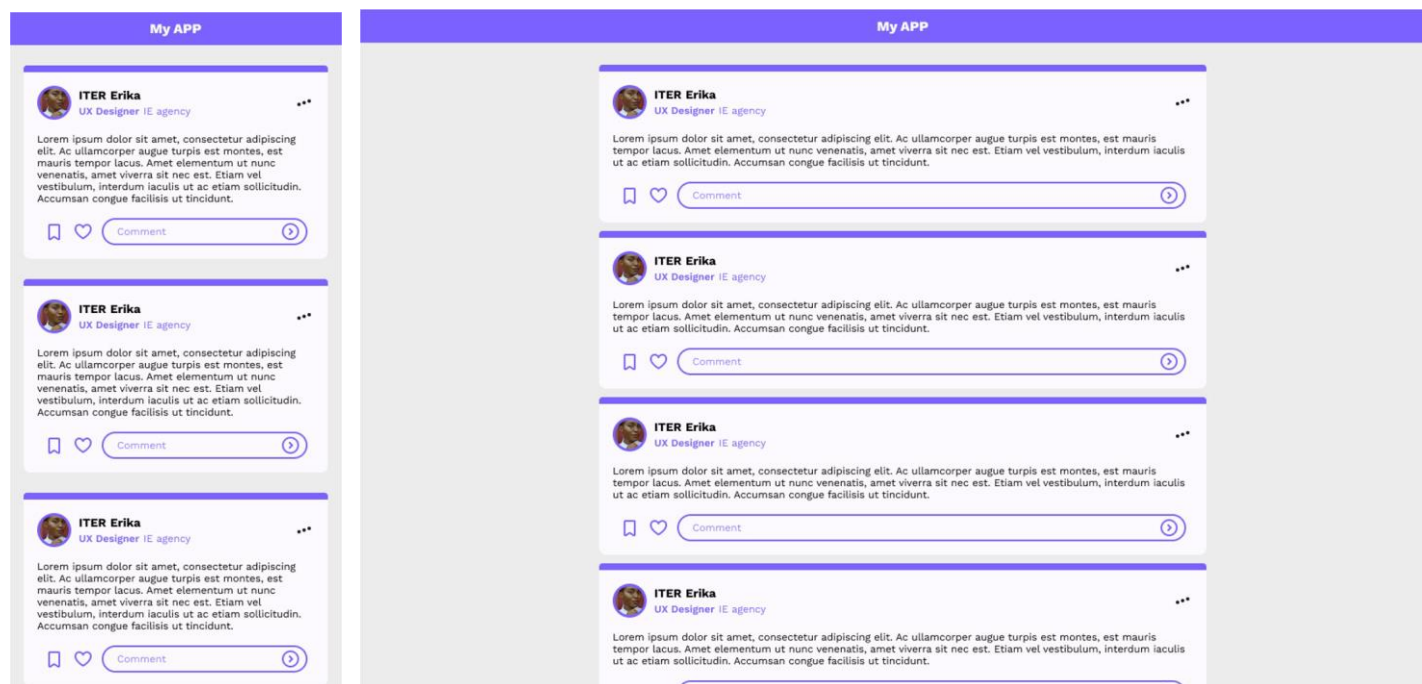 My APP
ITER Erika
UX Designer IE agency
Lorem ipsum dolor sit amet, consectetur adipiscing
elit. Ac ullamcorper augue turpis est montes, est
mauris tempor lacus. Amet elementum ut nunc
venenatis, amet viverra sit nec est. Etiam vel
vestibulum, interdum iaculis ut ac etiam sollicitudin.
Accumsan congue facilisis ut tincidunt.
Comment
ITER Erika
UX Designer IE agency
Lorem ipsum dolor sit amet, consectetur adipiscing
elit. Ac ullamcorper augue turpis est montes, est
mauris tempor lacus. Amet elementum ut nunc
venenatis, amet viverra sit nec est. Etiam vel
vestibulum, interdum iaculis ut ac etiam sollicitudin.
Accumsan congue facilisis ut tincidunt.
Comment
ITER Erika
UX Designer IE agency
Lorem ipsum dolor sit amet, consectetur adipiscing
elit. Ac ullamcorper augue turpis est montes, est
mauris tempor lacus. Amet elementum ut nunc
venenatis, amet viverra sit nec est. Etiam vel
vestibulum, interdum iaculis ut ac etiam sollicitudin.
Accumsan congue facilisis ut tincidunt.
Comment
My APP
ITER Erika
UX Designer IE agency
Lorem ipsum dolor sit amet, consectetur adipiscing elit. Ac ullamcorper augue turpis est montes, est mauris
tempor lacus. Amet elementum ut nunc venenatis, amet viverra sit nec est. Etiam vel vestibulum, interdum iaculis
ut ac etiam sollicitudin. Accumsan congue facilisis ut tincidunt.
Comment
ITER Erika
UX Designer IE agency
Lorem ipsum dolor sit amet, consectetur adipiscing elit. Ac ullamcorper augue turpis est montes, est mauris
tempor lacus. Amet elementum ut nunc venenatis, amet viverra sit nec est. Etiam vel vestibulum, interdum iaculis
ut ac etiam sollicitudin. Accumsan congue facilisis ut tincidunt.
Comment
ITER Erika
UX Designer IE agency
Lorem ipsum dolor sit amet, consectetur adipiscing elit. Ac ullamcorper augue turpis est montes, est mauris
tempor lacus. Amet elementum ut nunc venenatis, amet viverra sit nec est. Etiam vel vestibulum, interdum iaculis
ut ac etiam sollicitudin. Accumsan congue facilisis ut tincidunt.
Comment
ITER Erika
UX Designer IE agency
Lorem ipsum dolor sit amet, consectetur adipiscing elit. Ac ullamcorper augue turpis est montes, est mauris
tempor lacus. Amet elementum ut nunc venenatis, amet viverra sit nec est. Etiam vel vestibulum, interdum iaculis
ut ac etiam sollicitudin. Accumsan congue facilisis ut tincidunt.